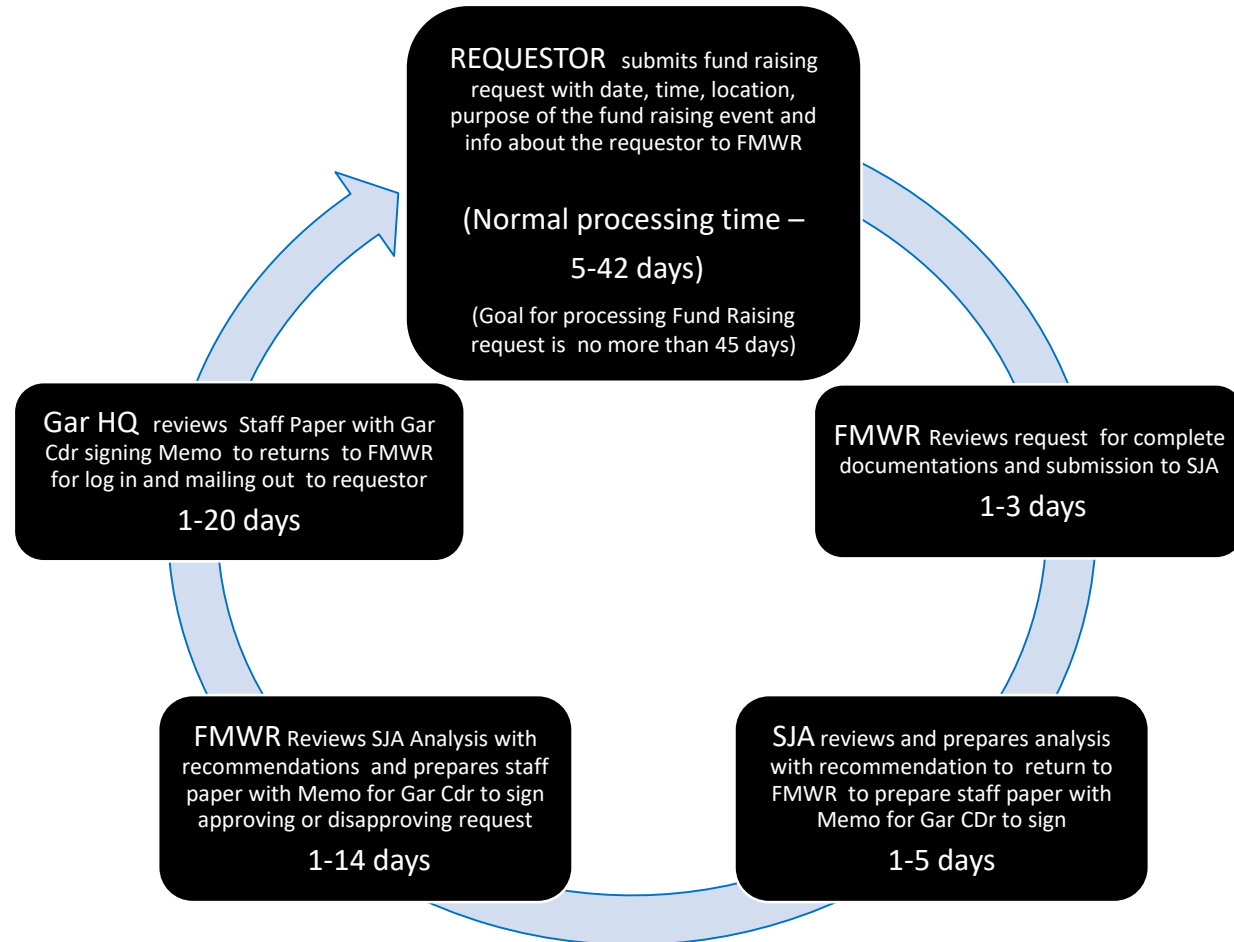 REQUESTOR submits fund raising
request with date, time, location,
purpose of the fund raising event and
info about the requestor to FMWR
(Normal processing time –
5-42 days)
(Goal for processing Fund Raising
request is no more than 45 days)
FMWR Reviews request for complete
documentations and submission to SJA
1-3 days
SJA reviews and prepares analysis
with recommendation to return to
FMWR to prepare staff paper with
Memo for Gar CDr to sign
1-5 days
FMWR Reviews SJA Analysis with
recommendations and prepares staff
paper with Memo for Gar Cdr to sign
approving or disapproving request
1-14 days
Gar HQ reviews Staff Paper with Gar
Cdr signing Memo to returns to FMWR
for log in and mailing out to requestor
1-20 days